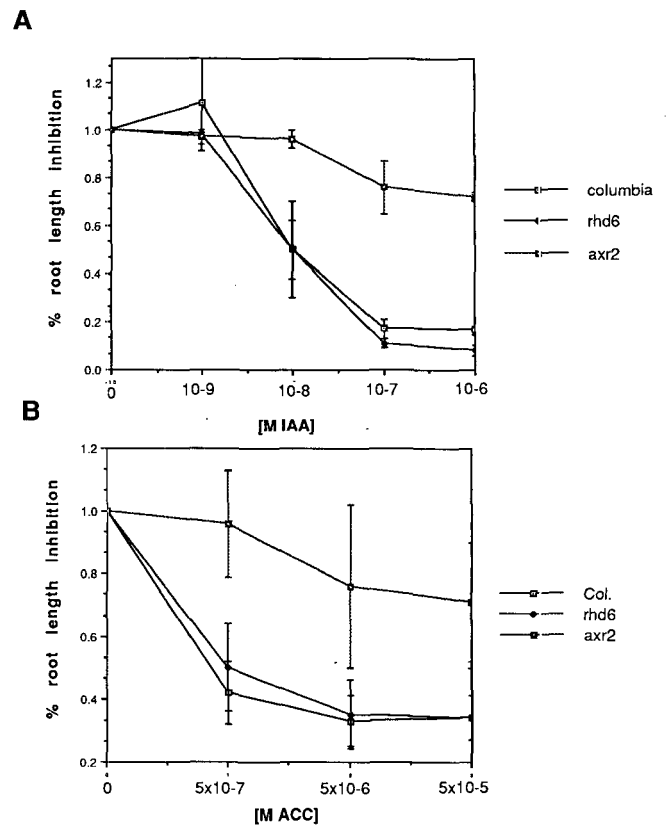 A
% root length inhibition
1.2
1.0
0.8
0.6
0.4
0.2
0.0
0
10-9
10-8
10-7
10-6
[M IAA]
columbia
rhd6
axr2
B
% root length Inhibition
1.2
1.0
0.8
0.6
0.4
0.2
0
5x10-7
5x10-6
5x10-5
[M ACC]
Col.
rhd6
axr2